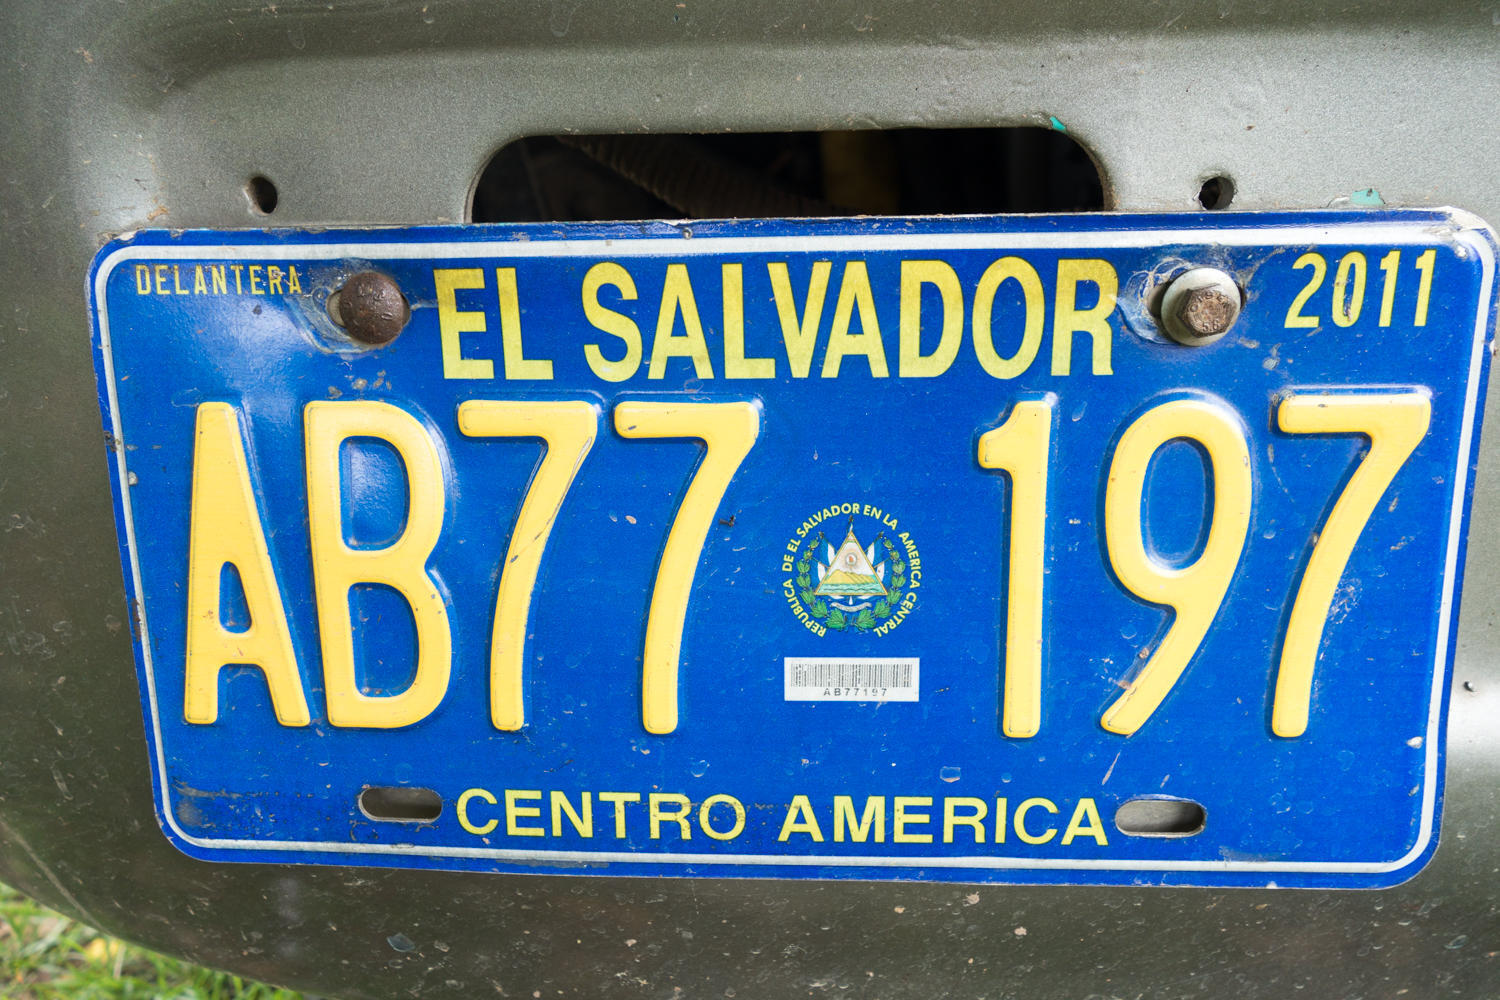 DELANTERA
EL SALVADOR
2011
AB77 197
REPUBLICA DE EL SALVADOR EN LA AMERICA CENTRAL
AB77197
CENTRO AMERICA